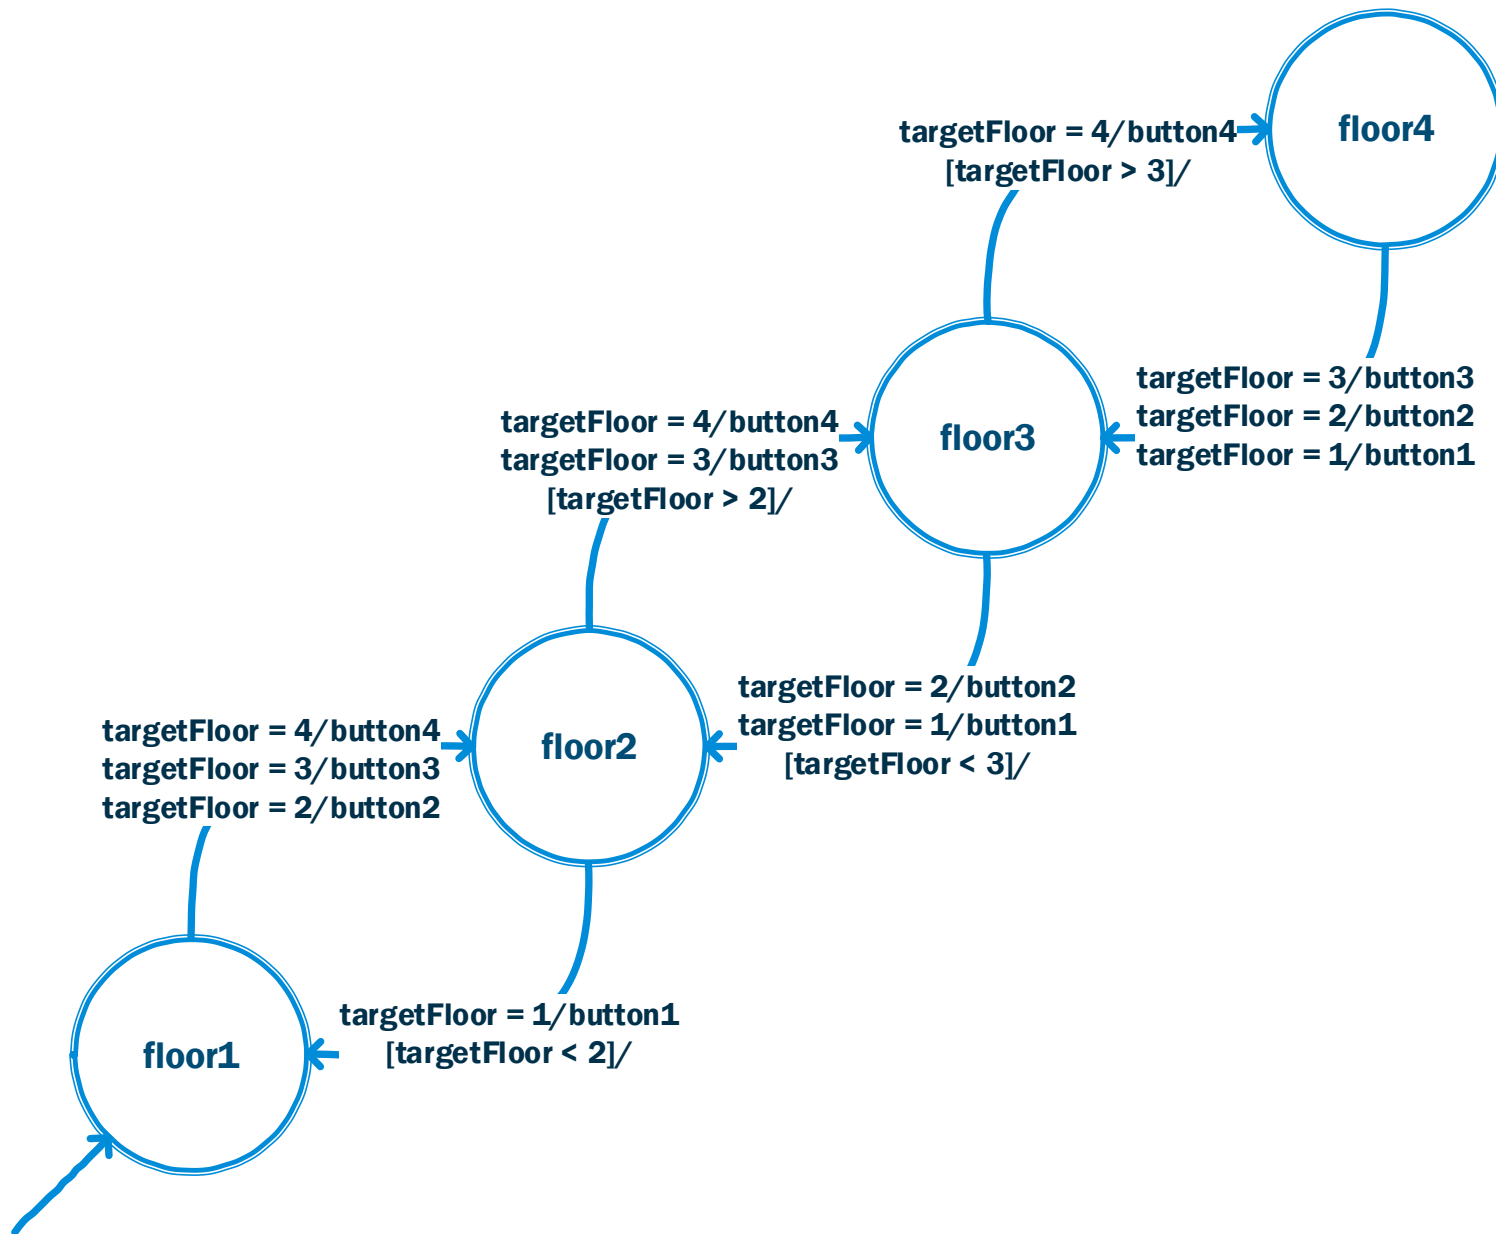 targetFloor = 4/button4
[targetFloor > 3]/
floor4
targetFloor = 3/button3
targetFloor = 2/button2
targetFloor = 1/button1
targetFloor = 4/button4
targetFloor = 3/button3
[targetFloor > 2]/
floor3
targetFloor = 2/button2
targetFloor = 1/button1
[targetFloor < 3]/
targetFloor = 4/button4
targetFloor = 3/button3
targetFloor = 2/button2
floor2
targetFloor = 1/button1
[targetFloor < 2]/
floor1